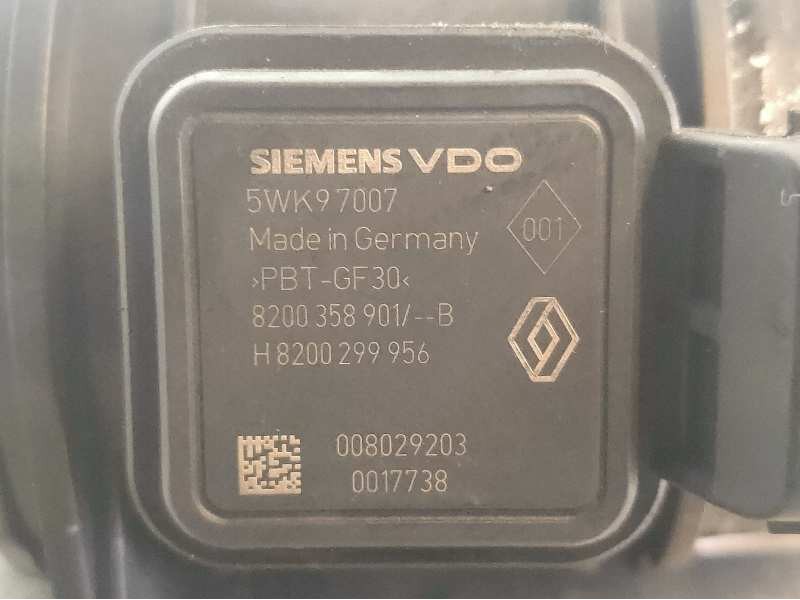 SIEMENS VDO
5WK9 7007
Made in Germany
001
>PBT-GF30<
8200 358 901/--B
H 8200 299 956
008029203
0017738